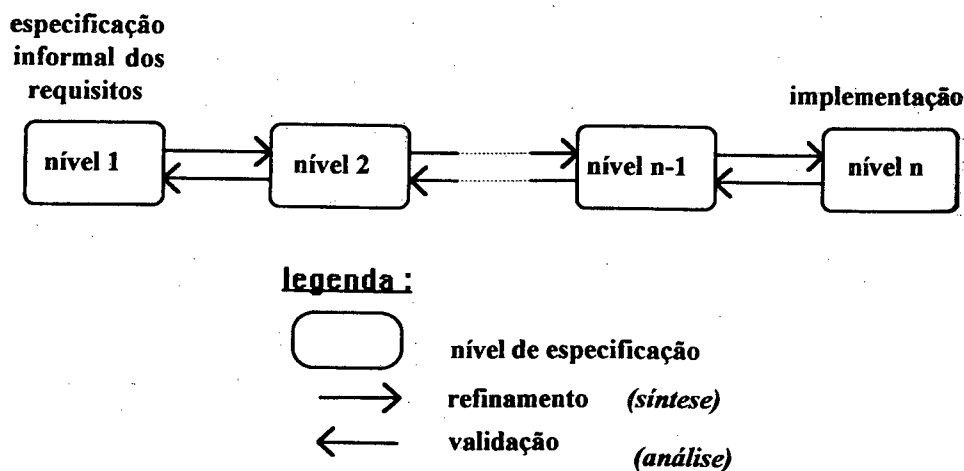 especificação
informal dos
requisitos
implementação
nível 1
nível 2
nível n-1
nível n
legenda :
nível de especificação
refinamento (síntese)
validação
(análise)